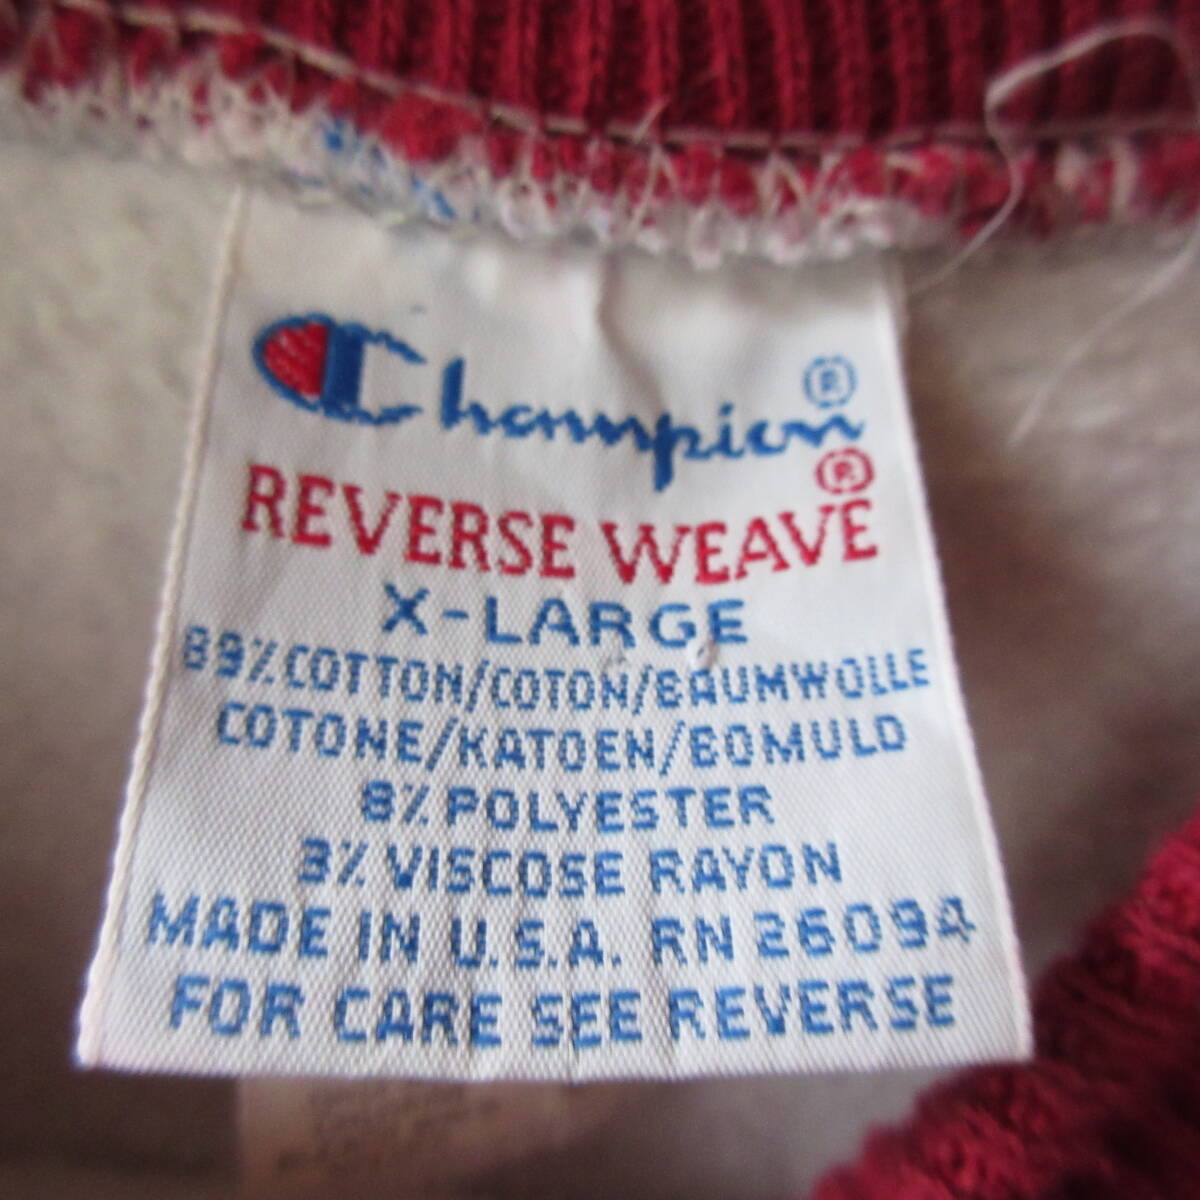 Champion®
REVERSE WEAVE®
X-LARGE
89% COTTON/COTON/BAUMWOLLE
COTONE/KATOEN/BOMULD
8% POLYESTER
3% VISCOSE RAYON
MADE IN U.S.A. RN 26094
FOR CARE SEE REVERSE